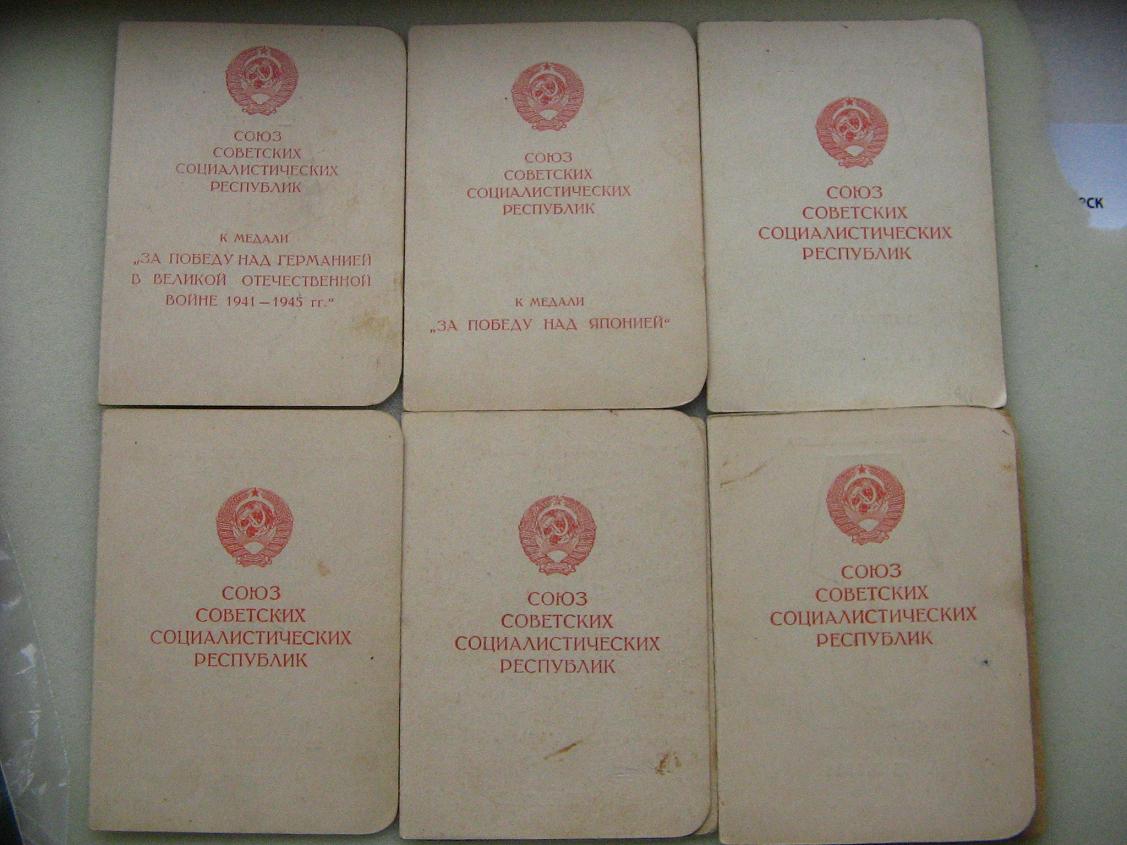 СОЮЗ
СОВЕТСКИХ
СОЦИАЛИСТИЧЕСКИХ
РЕСПУБЛИК
К МЕДАЛИ
„ЗА ПОБЕДУ НАД ГЕРМАНИЕЙ
В ВЕЛИКОЙ ОТЕЧЕСТВЕННОЙ
ВОЙНЕ 1941—1945 гг.“
СОЮЗ
СОВЕТСКИХ
СОЦИАЛИСТИЧЕСКИХ
РЕСПУБЛИК
К МЕДАЛИ
„ЗА ПОБЕДУ НАД ЯПОНИЕЙ“
СОЮЗ
СОВЕТСКИХ
СОЦИАЛИСТИЧЕСКИХ
РЕСПУБЛИК
СОЮЗ
СОВЕТСКИХ
СОЦИАЛИСТИЧЕСКИХ
РЕСПУБЛИК
СОЮЗ
СОВЕТСКИХ
СОЦИАЛИСТИЧЕСКИХ
РЕСПУБЛИК
СОЮЗ
СОВЕТСКИХ
СОЦИАЛИСТИЧЕСКИХ
РЕСПУБЛИК